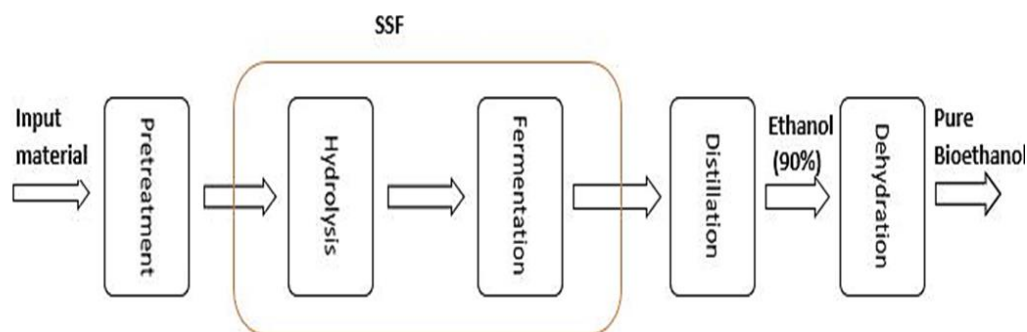 SSF
Input
material
Pretreatment
Hydrolysis
Fermentation
Distillation
Ethanol
(90%)
Dehydration
Pure
Bioethanol